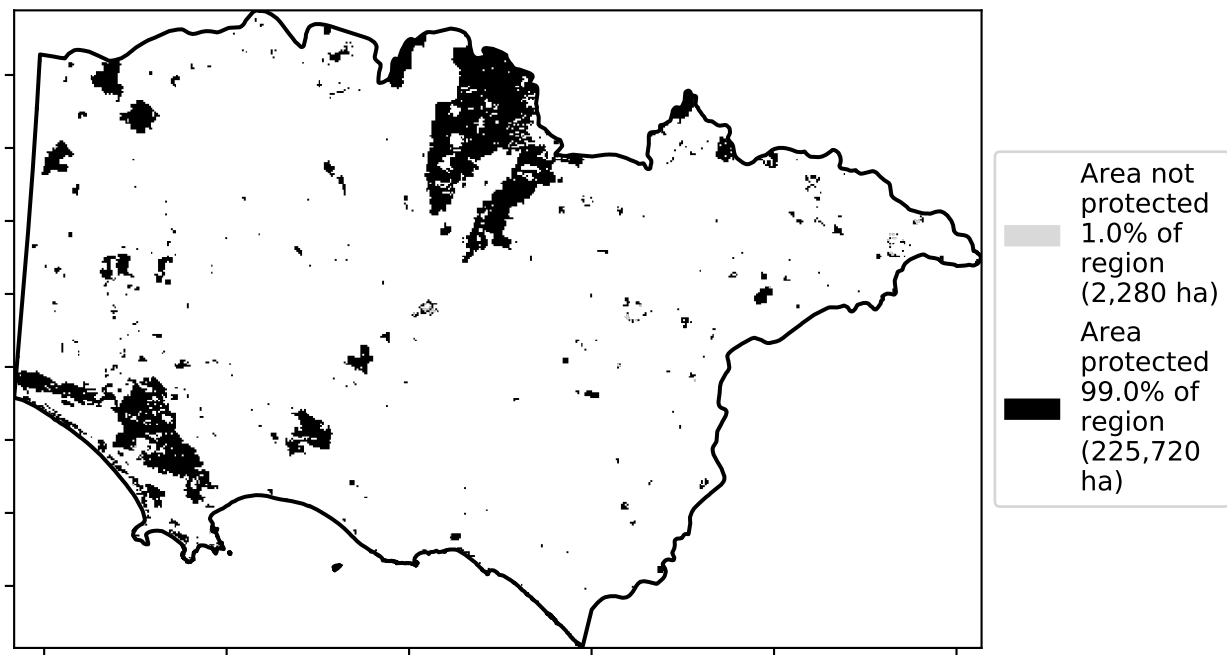 Area not
protected
1.0% of
region
(2,280 ha)
Area
protected
99.0% of
region
(225,720
ha)